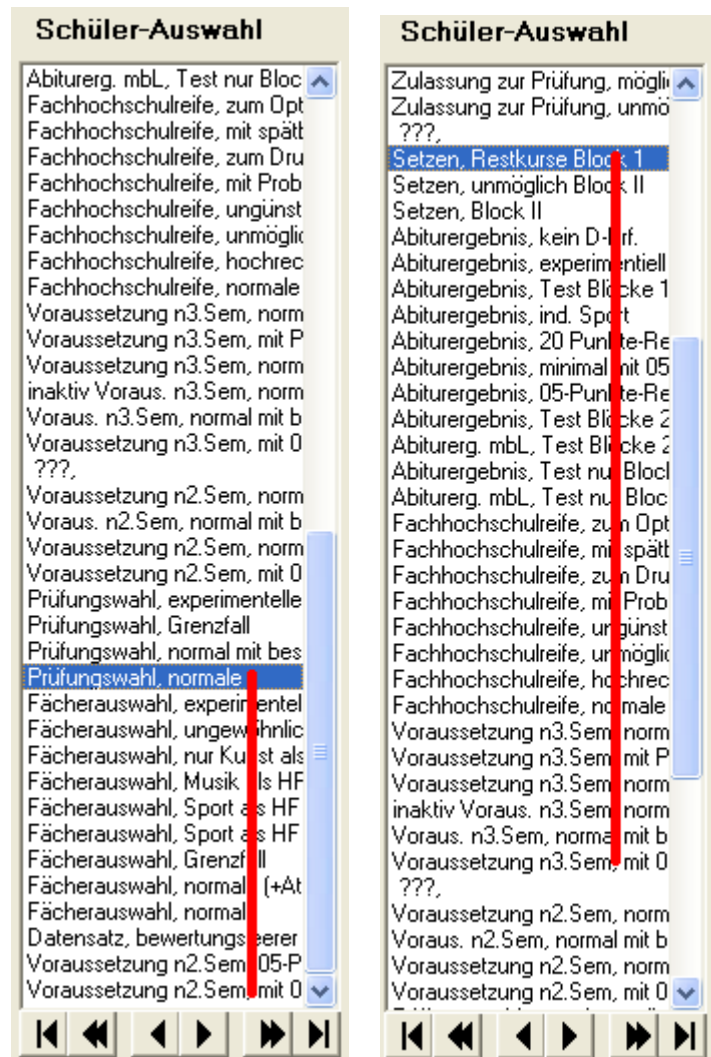 Schüler-Auswahl
Abiturerg. mbL, Test nur Bloc
Fachhochschulreife, zum Opt
Fachhochschulreife, mit spätb
Fachhochschulreife, zum Dru
Fachhochschulreife, mit Prob
Fachhochschulreife, ungünst
Fachhochschulreife, unmöglic
Fachhochschulreife, hochrec
Fachhochschulreife, normale
Voraussetzung n3.Sem, norm
Voraussetzung n3.Sem, mit P
Voraussetzung n3.Sem, norm
inaktiv Voraus. n3.Sem, norm
Voraus. n3.Sem, normal mit b
Voraussetzung n3.Sem, mit 0
???,
Voraussetzung n2.Sem, norm
Voraus. n2.Sem, normal mit b
Voraussetzung n2.Sem, norm
Voraussetzung n2.Sem, mit 0
Prüfungswahl, experimentelle
Prüfungswahl, Grenzfall
Prüfungswahl, normal mit bes
Prüfungswahl, normale
Fächerauswahl, experimentel
Fächerauswahl, ungewöhnlic
Fächerauswahl, nur Kunst als
Fächerauswahl, Musik als HF
Fächerauswahl, Sport als HF
Fächerauswahl, Sport als HF
Fächerauswahl, Grenzfall
Fächerauswahl, normal (+At
Fächerauswahl, normal
Datensatz, bewertungsleerer
Voraussetzung n2.Sem, 05-P
Voraussetzung n2.Sem, mit 0
Schüler-Auswahl
Zulassung zur Prüfung, möglic
Zulassung zur Prüfung, unmö
???,
Setzen, Restkurse Block 1
Setzen, unmöglich Block II
Setzen, Block II
Abiturergebnis, kein D-Erf.
Abiturergebnis, experimentiell
Abiturergebnis, Test Blöcke 1
Abiturergebnis, ind. Sport
Abiturergebnis, 20 Punkte-Re
Abiturergebnis, minimal mit 05
Abiturergebnis, 05-Punkte-Re
Abiturergebnis, Test Blöcke 2
Abiturerg. mbL, Test Blöcke 2
Abiturergebnis, Test nur Block
Abiturerg. mbL, Test nur Bloc
Fachhochschulreife, zum Opt
Fachhochschulreife, mit spätb
Fachhochschulreife, zum Dru
Fachhochschulreife, mit Prob
Fachhochschulreife, ungünst
Fachhochschulreife, unmöglic
Fachhochschulreife, hochrec
Fachhochschulreife, normale
Voraussetzung n3.Sem, norm
Voraussetzung n3.Sem, mit P
Voraussetzung n3.Sem, norm
inaktiv Voraus. n3.Sem, norm
Voraus. n3.Sem, normal mit b
Voraussetzung n3.Sem, mit 0
???,
Voraussetzung n2.Sem, norm
Voraus. n2.Sem, normal mit b
Voraussetzung n2.Sem, norm
Voraussetzung n2.Sem, mit 0